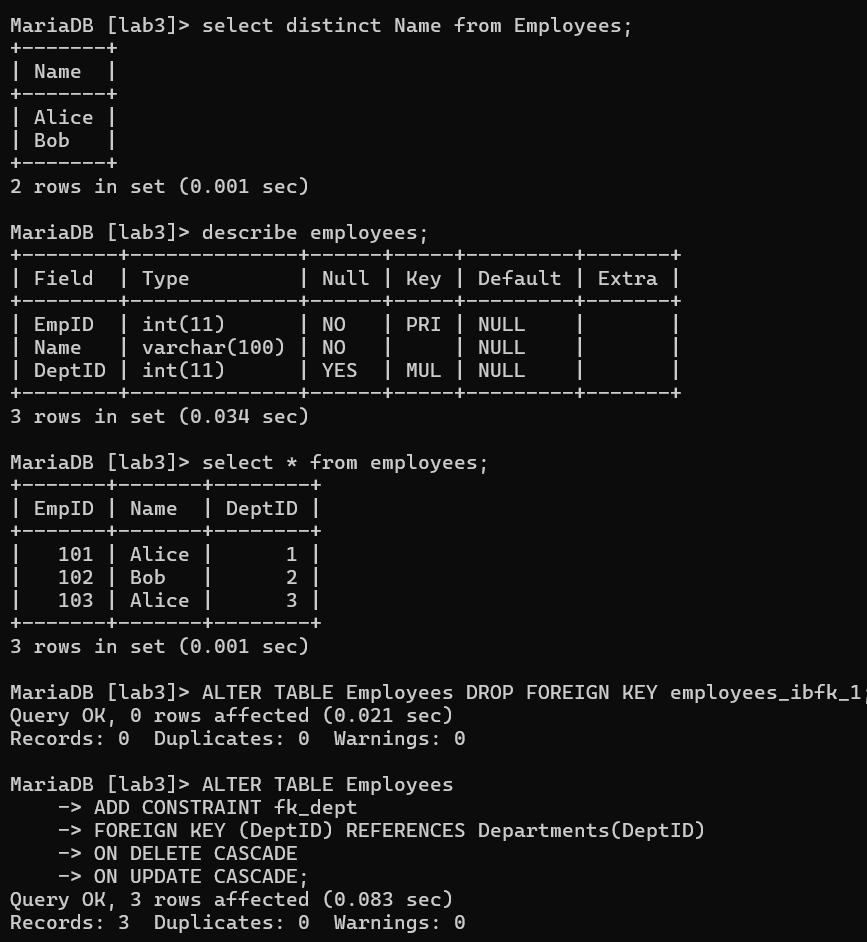 MariaDB [lab3]> select distinct Name from Employees;
+-------+
| Name  |
+-------+
| Alice |
| Bob   |
+-------+
2 rows in set (0.001 sec)

MariaDB [lab3]> describe employees;
+--------+--------------+------+-----+---------+-------+
| Field  | Type         | Null | Key | Default | Extra |
+--------+--------------+------+-----+---------+-------+
| EmpID  | int(11)      | NO   | PRI | NULL    |       |
| Name   | varchar(100) | NO   |     | NULL    |       |
| DeptID | int(11)      | YES  | MUL | NULL    |       |
+--------+--------------+------+-----+---------+-------+
3 rows in set (0.034 sec)

MariaDB [lab3]> select * from employees;
+-------+-------+--------+
| EmpID | Name  | DeptID |
+-------+-------+--------+
|   101 | Alice |      1 |
|   102 | Bob   |      2 |
|   103 | Alice |      3 |
+-------+-------+--------+
3 rows in set (0.001 sec)

MariaDB [lab3]> ALTER TABLE Employees DROP FOREIGN KEY employees_ibfk_1;
Query OK, 0 rows affected (0.021 sec)
Records: 0  Duplicates: 0  Warnings: 0

MariaDB [lab3]> ALTER TABLE Employees
    -> ADD CONSTRAINT fk_dept
    -> FOREIGN KEY (DeptID) REFERENCES Departments(DeptID)
    -> ON DELETE CASCADE
    -> ON UPDATE CASCADE;
Query OK, 3 rows affected (0.083 sec)
Records: 3  Duplicates: 0  Warnings: 0